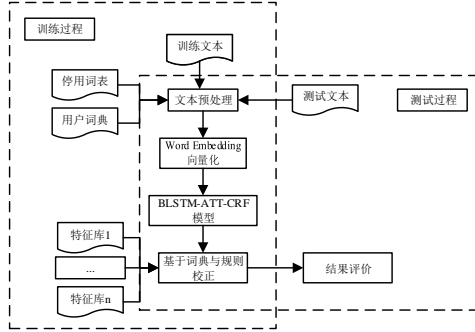 训练过程
训练文本
停用词表
文本预处理
测试文本
测试过程
用户词典
Word Embedding
向量化
BLSTM-ATT-CRF
模型
特征库1
...
基于词典与规则
校正
结果评价
特征库n